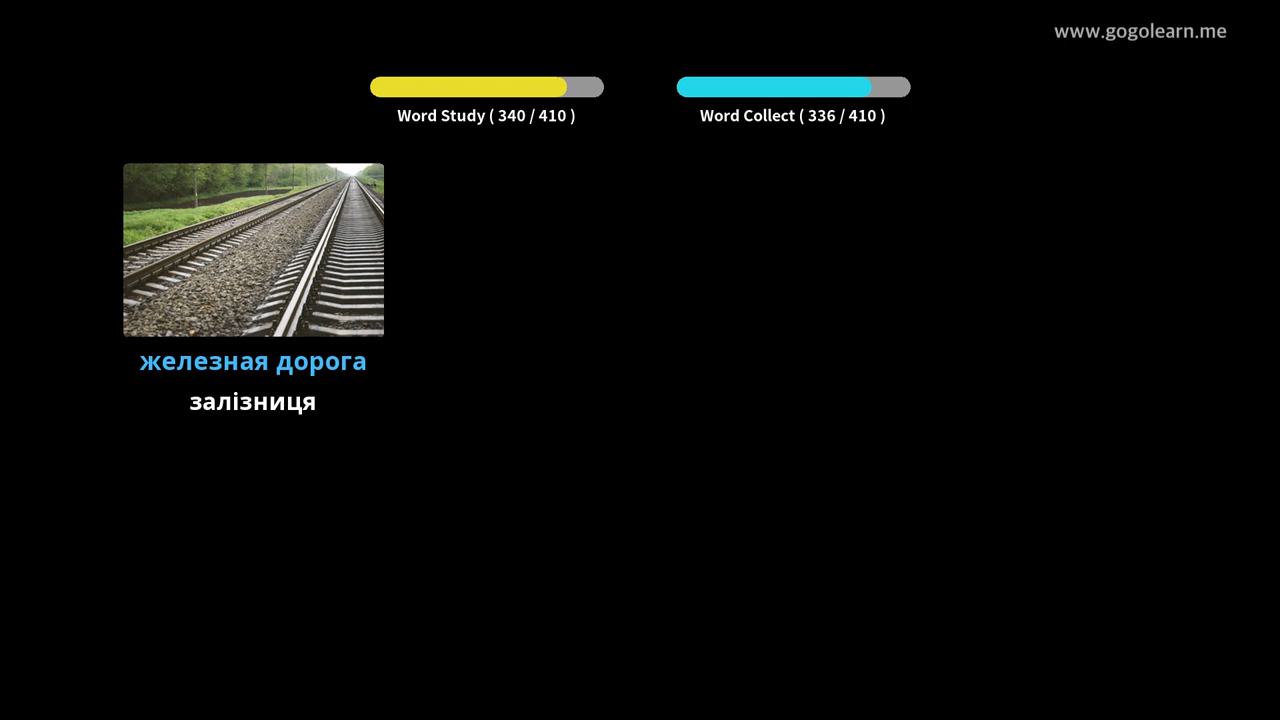 www.gogolearn.me
Word Study ( 340 / 410 )
Word Collect ( 336 / 410 )
железная дорога
залізниця